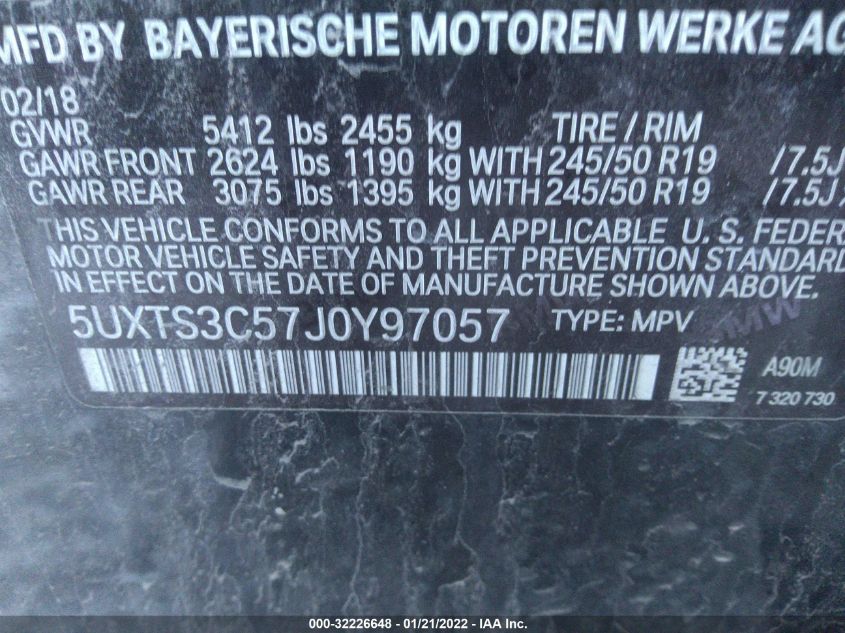 MFD BY BAYERISCHE MOTOREN WERKE AG
02/18
GVWR 5412 lbs 2455 kg TIRE / RIM
GAWR FRONT 2624 lbs 1190 kg WITH 245/50 R19 /7.5J
GAWR REAR 3075 lbs 1395 kg WITH 245/50 R19 /7.5J
THIS VEHICLE CONFORMS TO ALL APPLICABLE U. S. FEDER
MOTOR VEHICLE SAFETY AND THEFT PREVENTION STANDARD
IN EFFECT ON THE DATE OF MANUFACTURE SHOWN ABOVE.
5UXTS3C57J0Y97057 TYPE: MPV
A90M
7 320 730
000-32226648 - 01/21/2022 - IAA Inc.